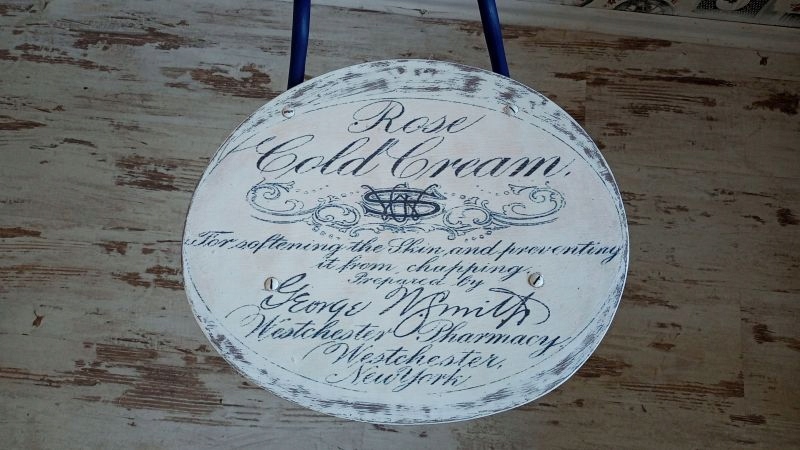 Rose
Cold Cream.
GWS
For softening the Skin and preventing
it from chapping.
Prepared by
George W Smith
Westchester Pharmacy,
Westchester,
New York